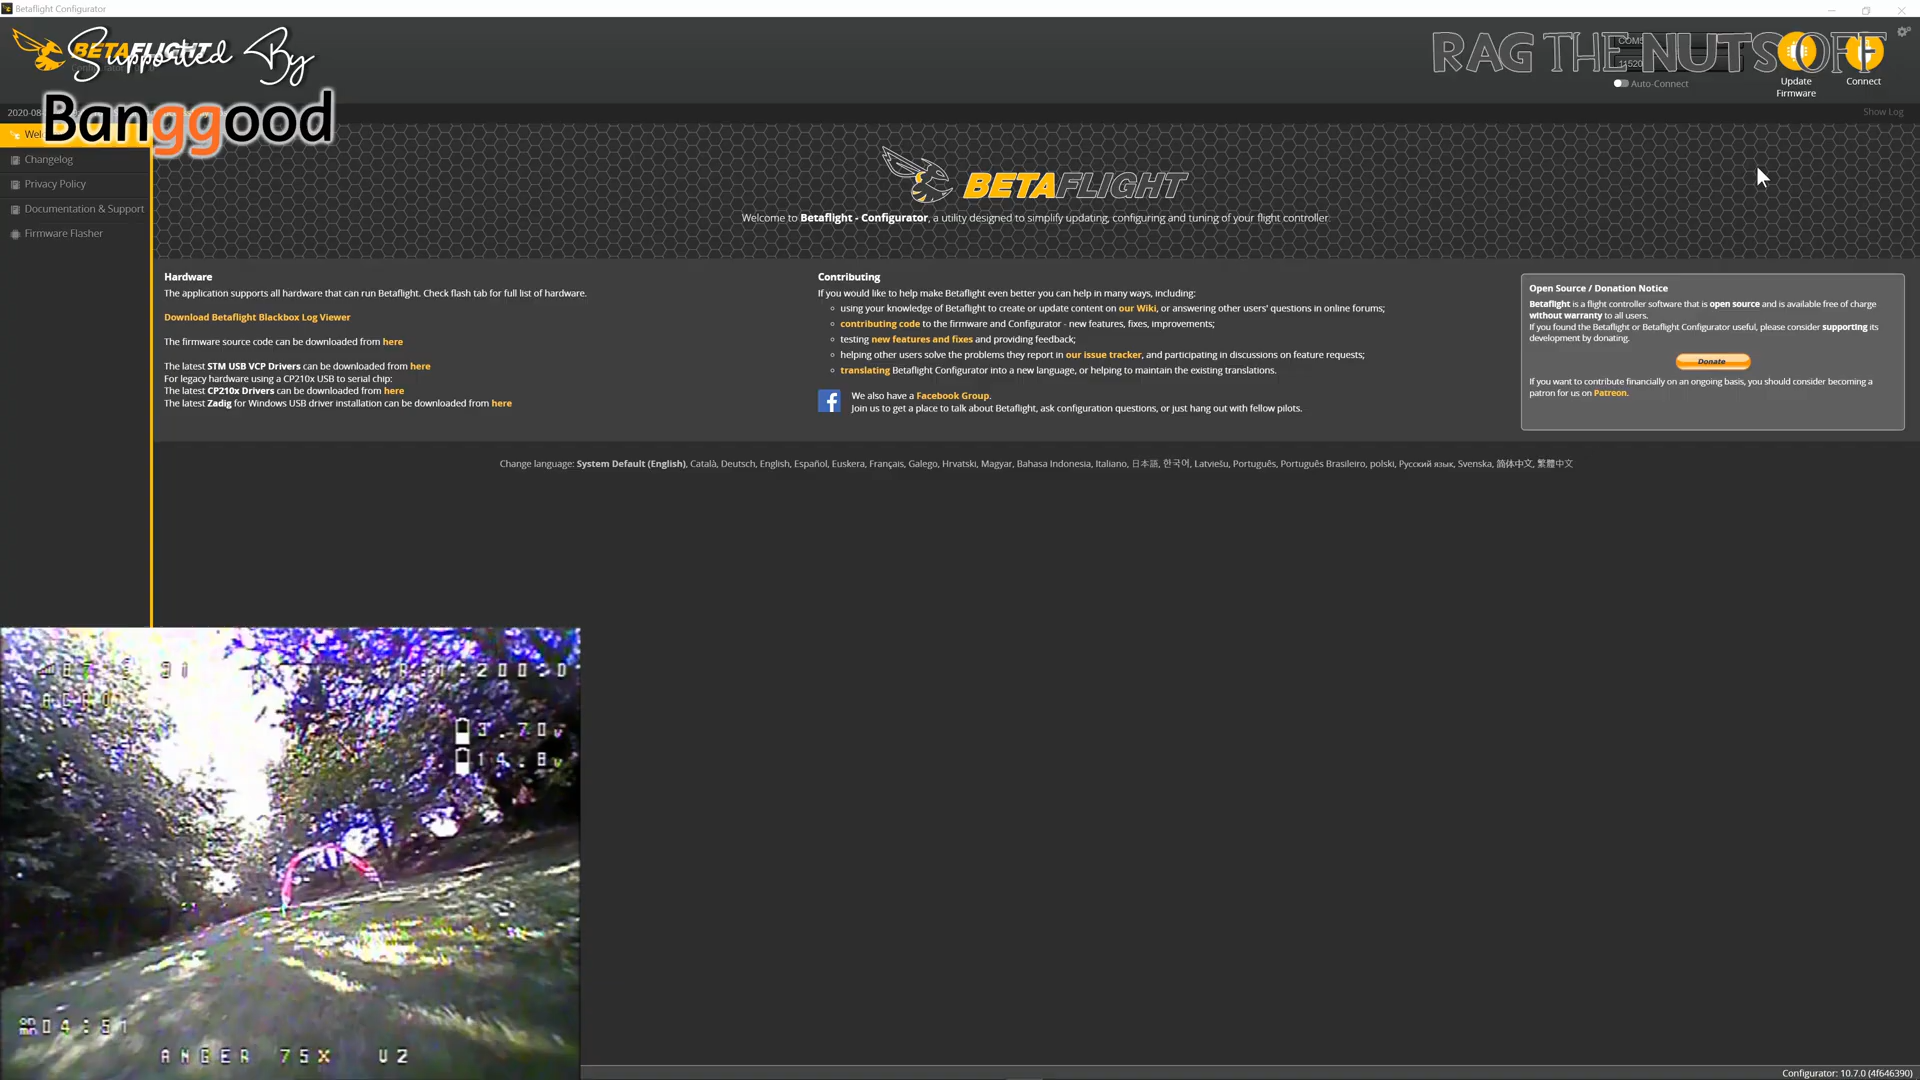 Betaflight Configurator
BETAFLIGHT
Supported By
Banggood
RAG THE NUTS OFF
Auto-Connect
Update
Firmware
Connect
Show Log
Changelog
Privacy Policy
Documentation & Support
Firmware Flasher
BETAFLIGHT
Welcome to Betaflight - Configurator, a utility designed to simplify updating, configuring and tuning of your flight controller.
Hardware
The application supports all hardware that can run Betaflight. Check flash tab for full list of hardware.
Download Betaflight Blackbox Log Viewer
The firmware source code can be downloaded from here
The latest STM USB VCP Drivers can be downloaded from here
For legacy hardware using a CP210x USB to serial chip:
The latest CP210x Drivers can be downloaded from here
The latest Zadig for Windows USB driver installation can be downloaded from here
Contributing
If you would like to help make Betaflight even better you can help in many ways, including:
using your knowledge of Betaflight to create or update content on our Wiki, or answering other users' questions in online forums;
contributing code to the firmware and Configurator - new features, fixes, improvements;
testing new features and fixes and providing feedback;
helping other users solve the problems they report in our issue tracker, and participating in discussions on feature requests;
translating Betaflight Configurator into a new language, or helping to maintain the existing translations.
We also have a Facebook Group.
Join us to get a place to talk about Betaflight, ask configuration questions, or just hang out with fellow pilots.
Open Source / Donation Notice
Betaflight is a flight controller software that is open source and is available free of charge
without warranty to all users.
If you found the Betaflight or Betaflight Configurator useful, please consider supporting its
development by donating.
Donate
If you want to contribute financially on an ongoing basis, you should consider becoming a
patron for us on Patreon.
Change language: System Default (English), Català, Deutsch, English, Español, Euskera, Français, Galego, Hrvatski, Magyar, Bahasa Indonesia, Italiano, 日本語, 한국어, Latviešu, Português, Português Brasileiro, polski, Русский язык, Svenska, 简体中文, 繁體中文
3.70v
14.8v
04:51
ANGER 75X V2
Configurator: 10.7.0 (4f646390)